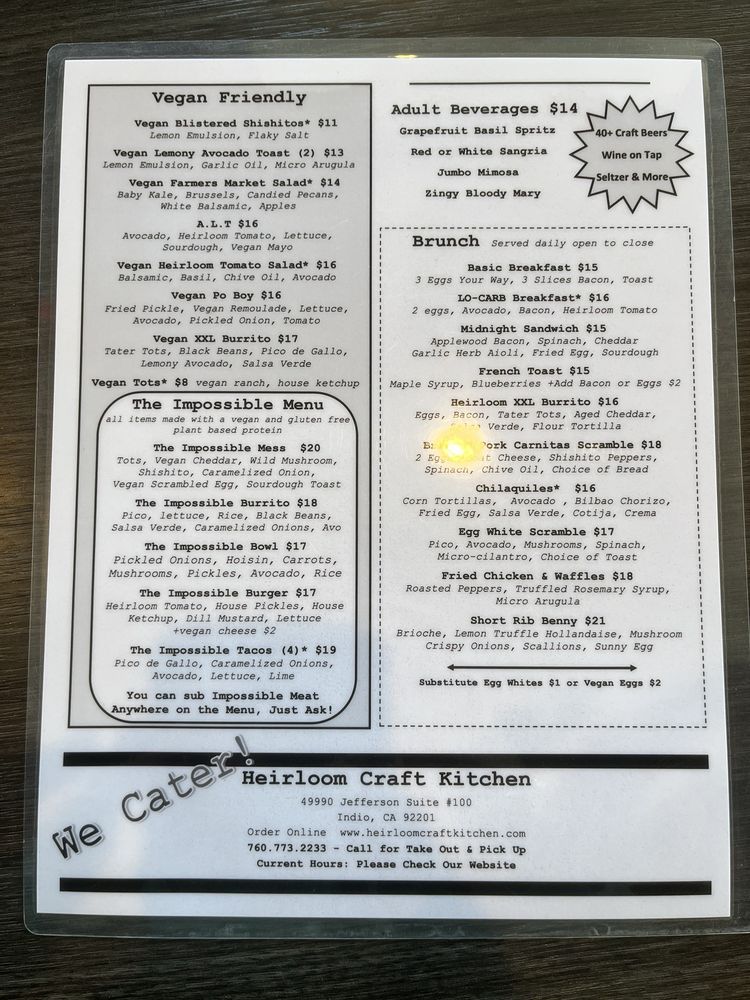 Vegan Friendly
Vegan Blistered Shishitos* $11
Lemon Emulsion, Flaky Salt
Vegan Lemony Avocado Toast (2) $13
Lemon Emulsion, Garlic Oil, Micro Arugula
Vegan Farmers Market Salad* $14
Baby Kale, Brussels, Candied Pecans,
White Balsamic, Apples
A.L.T $16
Avocado, Heirloom Tomato, Lettuce,
Sourdough, Vegan Mayo
Vegan Heirloom Tomato Salad* $16
Balsamic, Basil, Chive Oil, Avocado
Vegan Po Boy $16
Fried Pickle, Vegan Remoulade, Lettuce,
Avocado, Pickled Onion, Tomato
Vegan XXL Burrito $17
Tater Tots, Black Beans, Pico de Gallo,
Lemony Avocado, Salsa Verde
Vegan Tots* $8 vegan ranch, house ketchup
The Impossible Menu
all items made with a vegan and gluten free
plant based protein
The Impossible Mess $20
Tots, Vegan Cheddar, Wild Mushroom,
Shishito, Caramelized Onion,
Vegan Scrambled Egg, Sourdough Toast
The Impossible Burrito $18
Pico, lettuce, Rice, Black Beans,
Salsa Verde, Caramelized Onions, Avo
The Impossible Bowl $17
Pickled Onions, Hoisin, Carrots,
Mushrooms, Pickles, Avocado, Rice
The Impossible Burger $17
Heirloom Tomato, House Pickles, House
Ketchup, Dill Mustard, Lettuce
+vegan cheese $2
The Impossible Tacos (4)* $19
Pico de Gallo, Caramelized Onions,
Avocado, Lettuce, Lime
You can sub Impossible Meat
Anywhere on the Menu, Just Ask!
Adult Beverages $14
Grapefruit Basil Spritz
Red or White Sangria
Jumbo Mimosa
Zingy Bloody Mary
40+ Craft Beers
Wine on Tap
Seltzer & More
Brunch Served daily open to close
Basic Breakfast $15
3 Eggs Your Way, 3 Slices Bacon, Toast
LO-CARB Breakfast* $16
2 eggs, Avocado, Bacon, Heirloom Tomato
Midnight Sandwich $15
Applewood Bacon, Spinach, Cheddar
Garlic Herb Aioli, Fried Egg, Sourdough
French Toast $15
Maple Syrup, Blueberries +Add Bacon or Eggs $2
Heirloom XXL Burrito $16
Eggs, Bacon, Tater Tots, Aged Cheddar,
Salsa Verde, Flour Tortilla
Pork Carnitas Scramble $18
2 Cheese, Shishito Peppers,
Spinach, Chive Oil, Choice of Bread
Chilaquiles* $16
Corn Tortillas, Avocado , Bilbao Chorizo,
Fried Egg, Salsa Verde, Cotija, Crema
Egg White Scramble $17
Pico, Avocado, Mushrooms, Spinach,
Micro-cilantro, Choice of Toast
Fried Chicken & Waffles $18
Roasted Peppers, Truffled Rosemary Syrup,
Micro Arugula
Short Rib Benny $21
Brioche, Lemon Truffle Hollandaise, Mushroom
Crispy Onions, Scallions, Sunny Egg
Substitute Egg Whites $1 or Vegan Eggs $2
We Cater!
Heirloom Craft Kitchen
49990 Jefferson Suite #100
Indio, CA 92201
Order Online www.heirloomcraftkitchen.com
760.773.2233 - Call for Take Out & Pick Up
Current Hours: Please Check Our Website